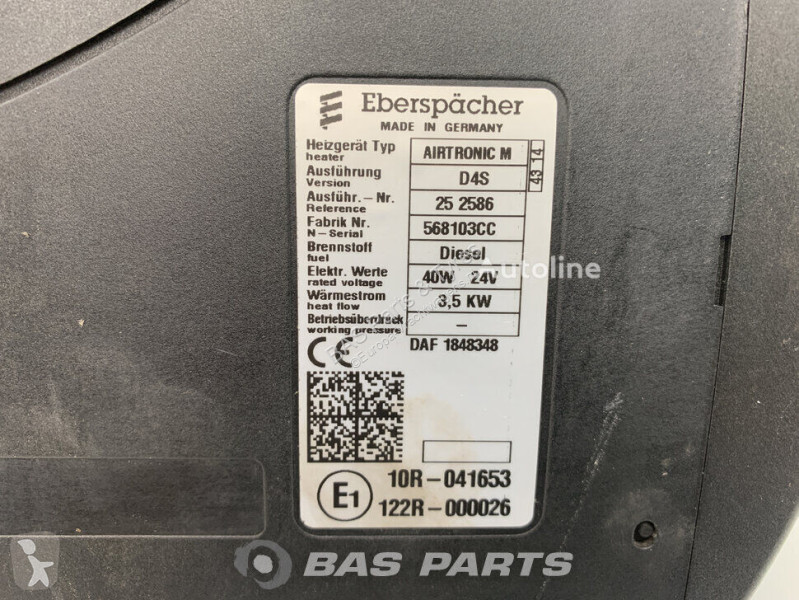 Eberspächer
MADE IN GERMANY
Heizgerät Typ
heater
AIRTRONIC M
43 14
Ausführung
Version
D4S
Ausführ.-Nr.
Reference
25 2586
Fabrik Nr.
N-Serial
568103CC
Brennstoff
fuel
Diesel
Elektr. Werte
rated voltage
40W 24V
Wärmestrom
heat flow
3,5 KW
Betriebsüberdruck
working pressure
–
DAF 1848348
CE
E1
10R-041653
122R-000026
Autoline
BAS PARTS